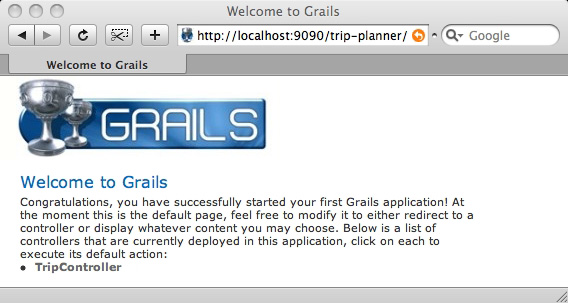 Welcome to Grails
http://localhost:9090/trip-planner/
Google
Welcome to Grails
GRAILS
Welcome to Grails
Congratulations, you have successfully started your first Grails application! At
the moment this is the default page, feel free to modify it to either redirect to a
controller or display whatever content you may choose. Below is a list of
controllers that are currently deployed in this application, click on each to
execute its default action:
• TripController